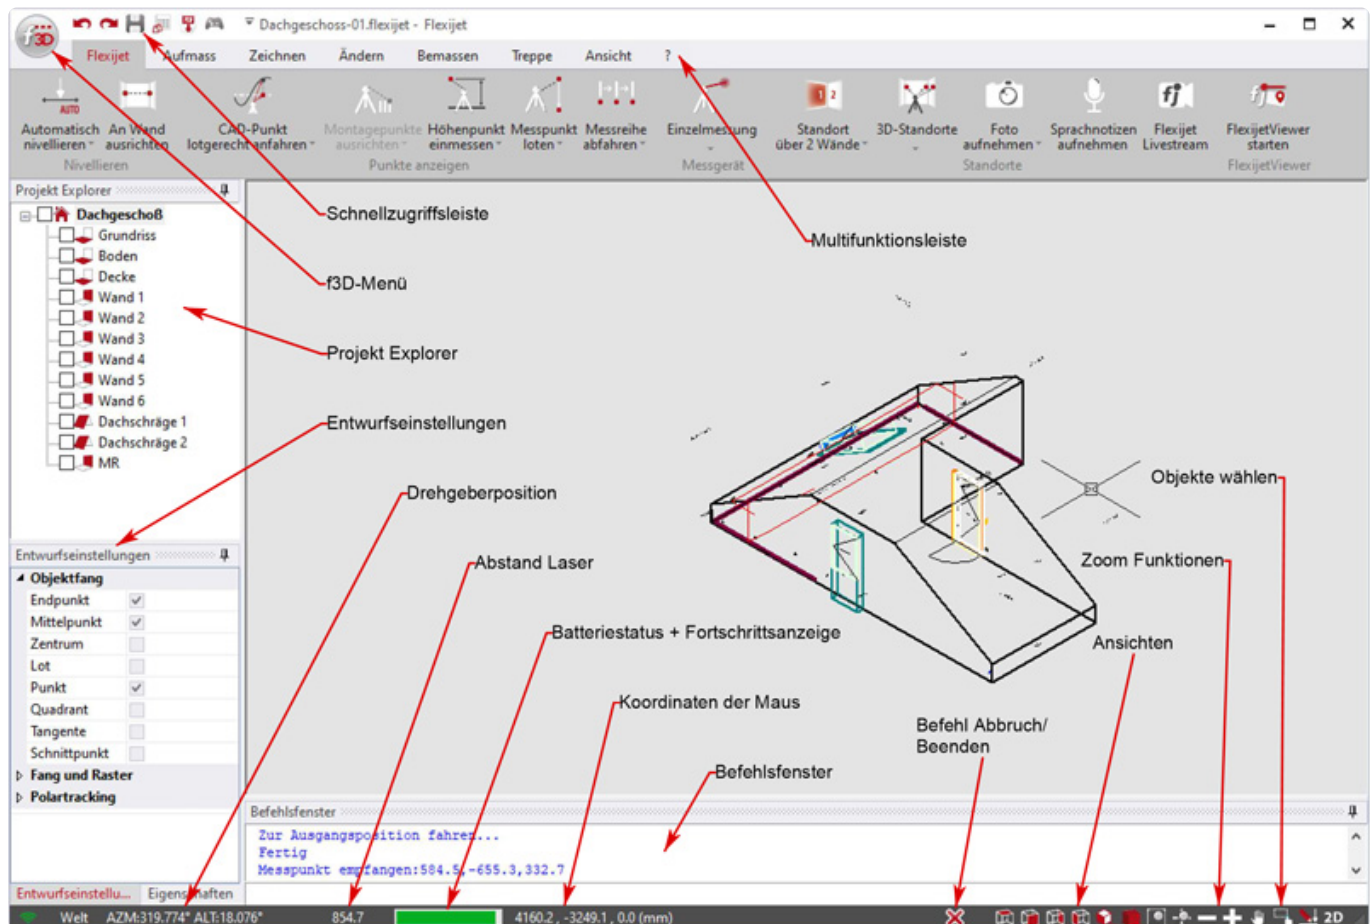 f3D
Dachgeschoss-01.flexijet - Flexijet
Flexijet Aufmass Zeichnen Ändern Bemassen Treppe Ansicht ?
AUTO
1 2
fj
fj
Automatisch nivellieren
An Wand ausrichten
CAD-Punkt lotgerecht anfahren
Montagepunkte ausrichten
Höhenpunkt einmessen
Messpunkt loten
Messreihe abfahren
Einzelmessung
Standort über 2 Wände
3D-Standorte
Foto aufnehmen
Sprachnotizen aufnehmen
Flexijet Livestream
FlexijetViewer starten
Nivellieren
Punkte anzeigen
Messgerät
Standorte
FlexijetViewer
Projekt Explorer
Dachgeschoß
Grundriss
Boden
Decke
Wand 1
Wand 2
Wand 3
Wand 4
Wand 5
Wand 6
Dachschräge 1
Dachschräge 2
MR
Schnellzugriffsleiste
Multifunktionsleiste
f3D-Menü
Projekt Explorer
Entwurfseinstellungen
Drehgeberposition
Objekte wählen
Abstand Laser
Zoom Funktionen
Batteriestatus + Fortschrittsanzeige
Ansichten
Koordinaten der Maus
Befehl Abbruch/
Beenden
Befehlsfenster
Entwurfseinstellungen
Objektfang
Endpunkt
Mittelpunkt
Zentrum
Lot
Punkt
Quadrant
Tangente
Schnittpunkt
Fang und Raster
Polartracking
Befehlsfenster
Zur Ausgangsposition fahren...
Fertig
Messpunkt empfangen:584.5,-655.3,332.7
Entwurfseinstellu... Eigenschaften
Welt AZM:319.774° ALT:18.076° 854.7 4160.2 , -3249.1 , 0.0 (mm) 2D